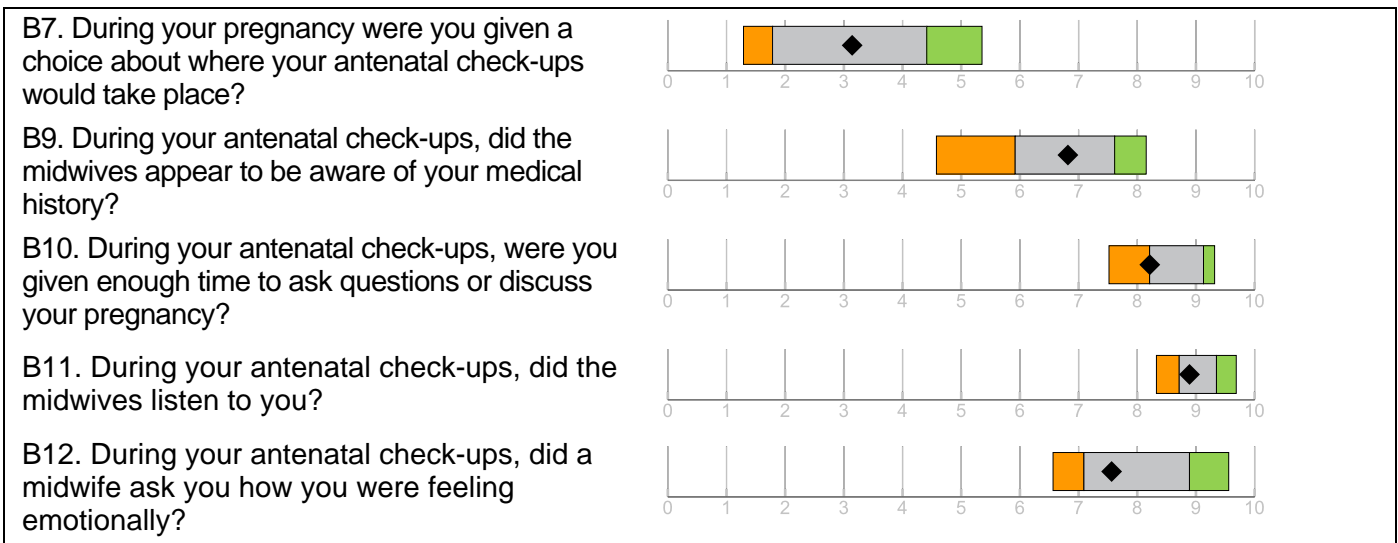 B7. During your pregnancy were you given a
choice about where your antenatal check-ups
would take place?
0 1 2 3 4 5 6 7 8 9 10
B9. During your antenatal check-ups, did the
midwives appear to be aware of your medical
history?
0 1 2 3 4 5 6 7 8 9 10
B10. During your antenatal check-ups, were you
given enough time to ask questions or discuss
your pregnancy?
0 1 2 3 4 5 6 7 8 9 10
B11. During your antenatal check-ups, did the
midwives listen to you?
0 1 2 3 4 5 6 7 8 9 10
B12. During your antenatal check-ups, did a
midwife ask you how you were feeling
emotionally?
0 1 2 3 4 5 6 7 8 9 10